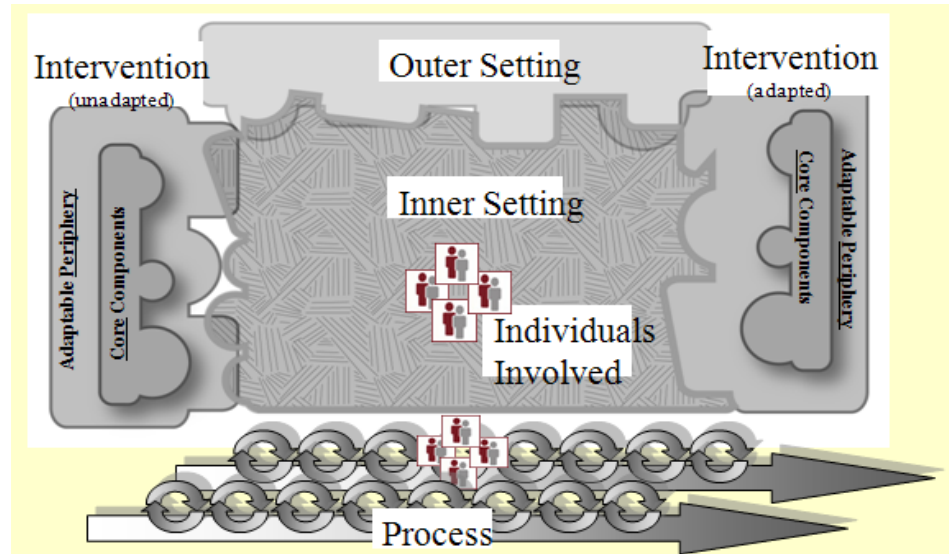 Intervention
(unadapted)
Outer Setting
Intervention
(adapted)
Adaptable Periphery
Core Components
Inner Setting
Individuals
Involved
Core Components
Adaptable Periphery
Process